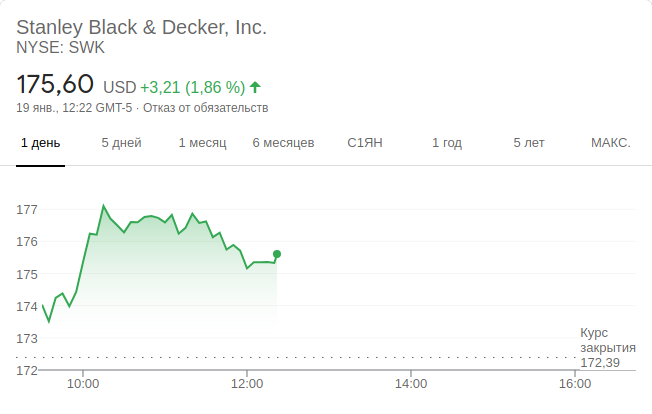 Stanley Black & Decker, Inc.
NYSE: SWK
175,60 USD +3,21 (1,86 %)
19 янв., 12:22 GMT-5 · Отказ от обязательств
1 день 5 дней 1 месяц 6 месяцев С1ЯН 1 год 5 лет МАКС.
177
176
175
174
173
172
Курс
закрытия
172,39
10:00 12:00 14:00 16:00